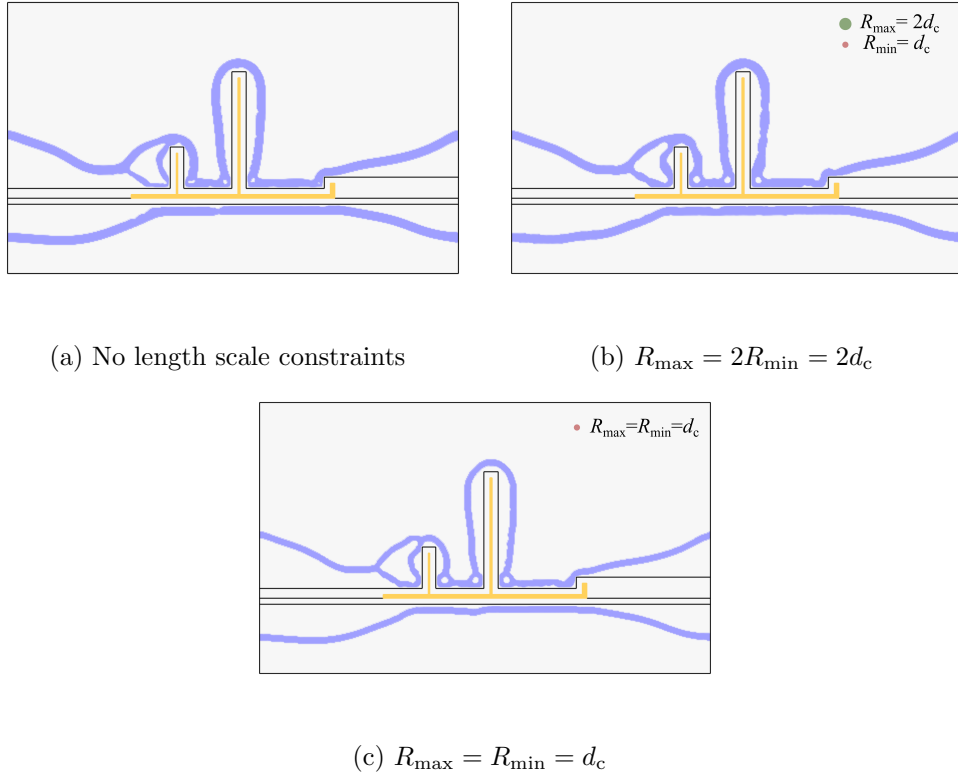 R_max = 2d_c
R_min = d_c
(a) No length scale constraints
(b) R_max = 2R_min = 2d_c
R_max=R_min=d_c
(c) R_max = R_min = d_c